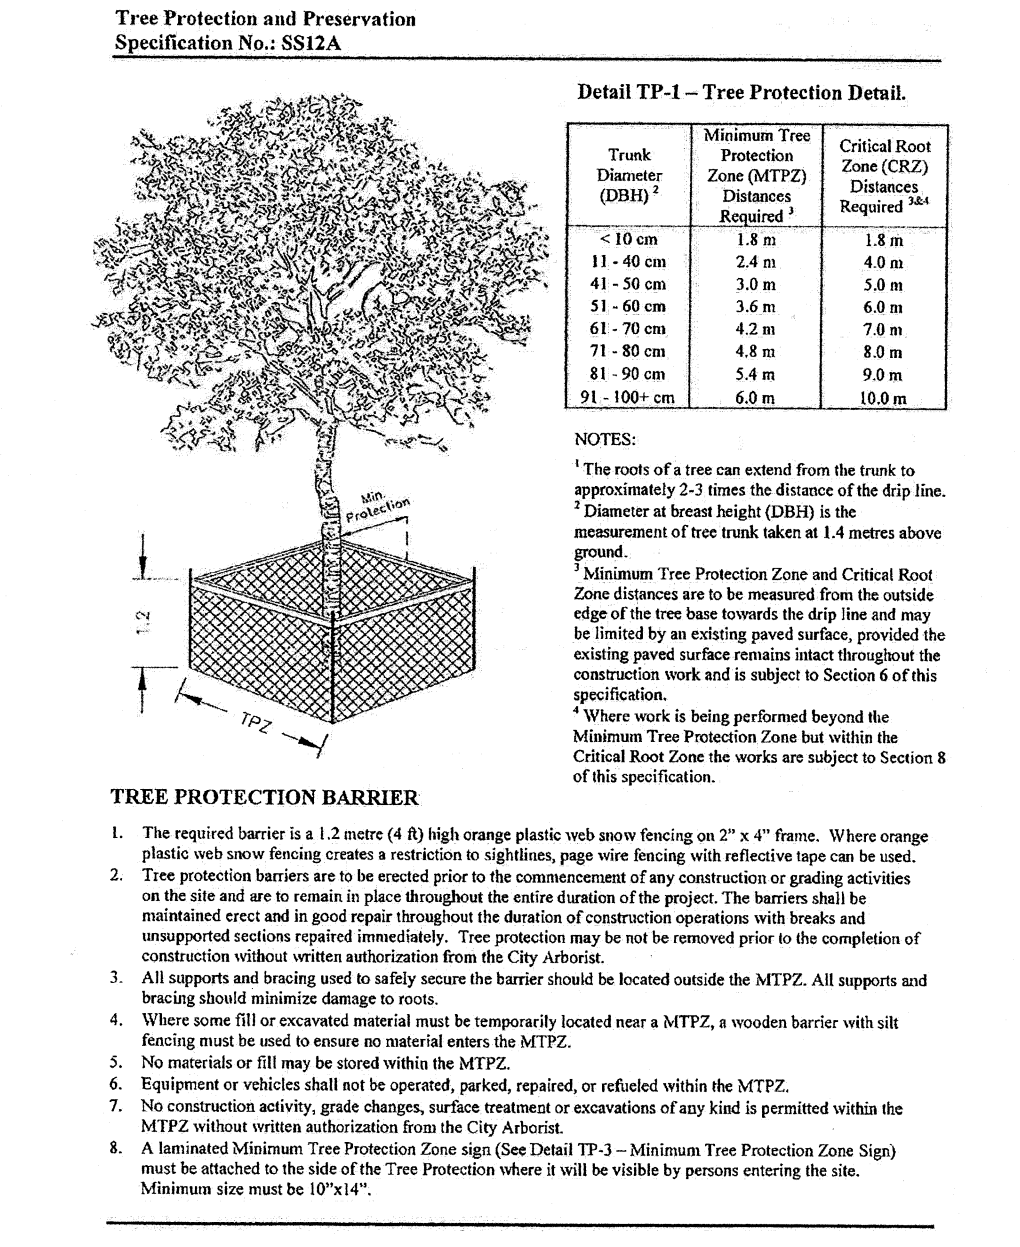 Tree Protection and Preservation
Specification No.: SS12A
Detail TP-1 – Tree Protection Detail.
Trunk Diameter (DBH) ² | Minimum Tree Protection Zone (MTPZ) Distances Required ³ | Critical Root Zone (CRZ) Distances Required ³&⁴
< 10 cm 1.8 m 1.8 m
11 - 40 cm 2.4 m 4.0 m
41 - 50 cm 3.0 m 5.0 m
51 - 60 cm 3.6 m 6.0 m
61 - 70 cm 4.2 m 7.0 m
71 - 80 cm 4.8 m 8.0 m
81 - 90 cm 5.4 m 9.0 m
91 - 100+ cm 6.0 m 10.0 m
Min.
Protection
1.2
TPZ
NOTES:
¹ The roots of a tree can extend from the trunk to
approximately 2-3 times the distance of the drip line.
² Diameter at breast height (DBH) is the
measurement of tree trunk taken at 1.4 metres above
ground.
³ Minimum Tree Protection Zone and Critical Root
Zone distances are to be measured from the outside
edge of the tree base towards the drip line and may
be limited by an existing paved surface, provided the
existing paved surface remains intact throughout the
construction work and is subject to Section 6 of this
specification.
⁴ Where work is being performed beyond the
Minimum Tree Protection Zone but within the
Critical Root Zone the works are subject to Section 8
of this specification.
TREE PROTECTION BARRIER
1. The required barrier is a 1.2 metre (4 ft) high orange plastic web snow fencing on 2” x 4” frame. Where orange
plastic web snow fencing creates a restriction to sightlines, page wire fencing with reflective tape can be used.
2. Tree protection barriers are to be erected prior to the commencement of any construction or grading activities
on the site and are to remain in place throughout the entire duration of the project. The barriers shall be
maintained erect and in good repair throughout the duration of construction operations with breaks and
unsupported sections repaired immediately. Tree protection may be not be removed prior to the completion of
construction without written authorization from the City Arborist.
3. All supports and bracing used to safely secure the barrier should be located outside the MTPZ. All supports and
bracing should minimize damage to roots.
4. Where some fill or excavated material must be temporarily located near a MTPZ, a wooden barrier with silt
fencing must be used to ensure no material enters the MTPZ.
5. No materials or fill may be stored within the MTPZ.
6. Equipment or vehicles shall not be operated, parked, repaired, or refueled within the MTPZ.
7. No construction activity, grade changes, surface treatment or excavations of any kind is permitted within the
MTPZ without written authorization from the City Arborist.
8. A laminated Minimum Tree Protection Zone sign (See Detail TP-3 – Minimum Tree Protection Zone Sign)
must be attached to the side of the Tree Protection where it will be visible by persons entering the site.
Minimum size must be 10”x14”.